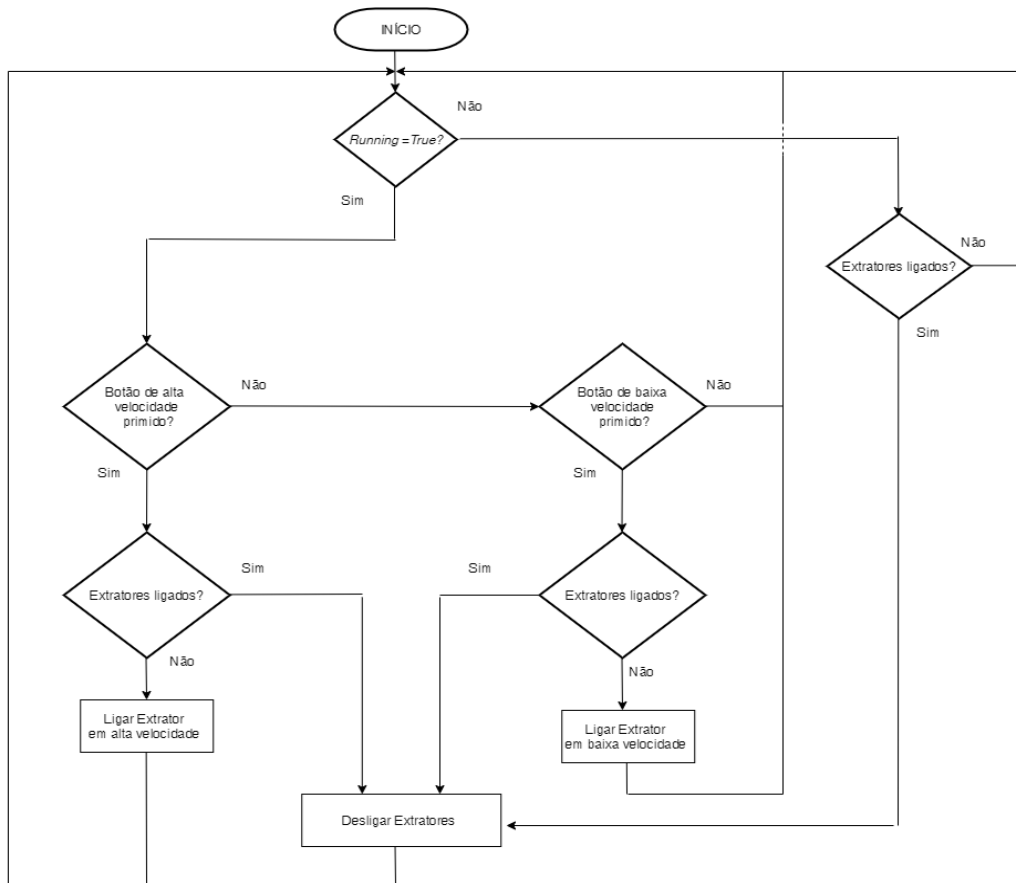 INÍCIO
Não
Running =True?
Sim
Não
Extratores ligados?
Sim
Botão de alta
velocidade
primido?
Não
Sim
Botão de baixa
velocidade
primido?
Não
Sim
Extratores ligados?
Sim
Não
Sim
Extratores ligados?
Não
Ligar Extrator
em alta velocidade
Ligar Extrator
em baixa velocidade
Desligar Extratores